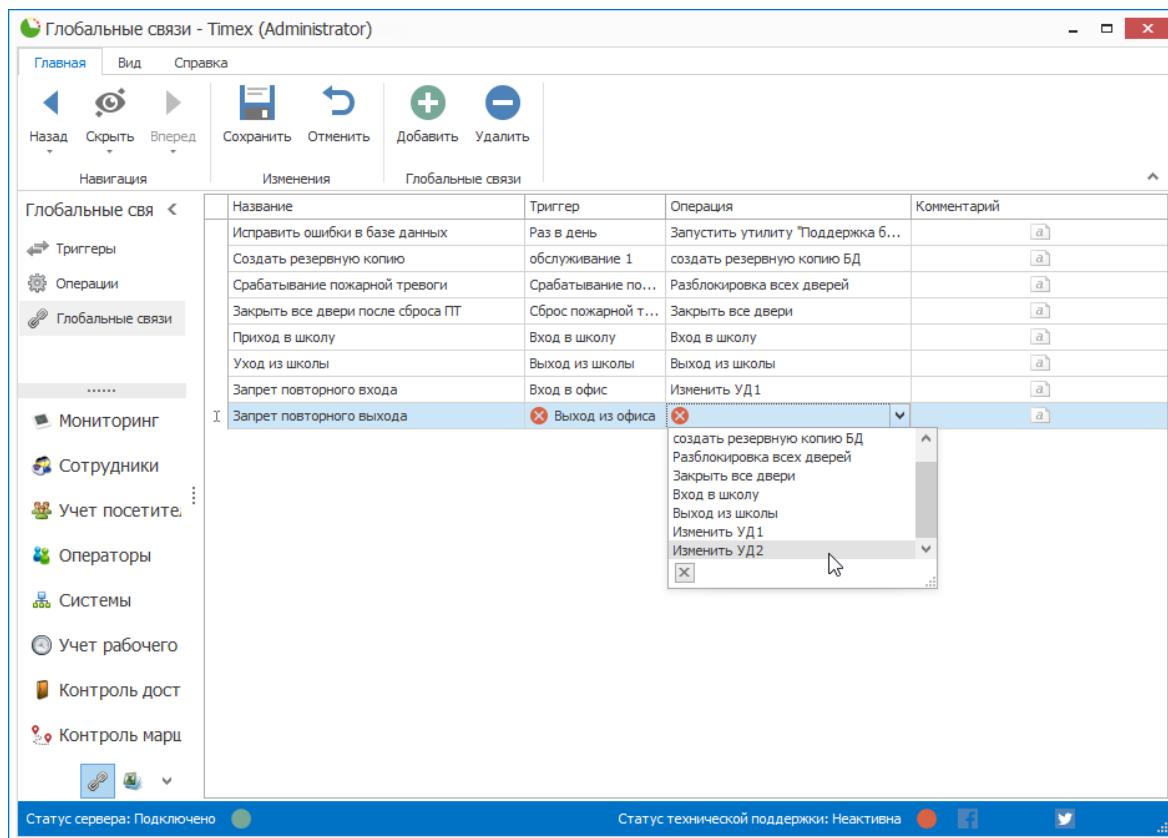 Глобальные связи - Timex (Administrator)
Главная Вид Справка
Назад Скрыть Вперед Сохранить Отменить Добавить Удалить
Навигация Изменения Глобальные связи
Глобальные свя
Триггеры
Операции
Глобальные связи
Мониторинг
Сотрудники
Учет посетите
Операторы
Системы
Учет рабочего
Контроль дост
Контроль марш
Название Триггер Операция Комментарий
Исправить ошибки в базе данных Раз в день Запустить утилиту "Поддержка б... a
Создать резервную копию обслуживание 1 создать резервную копию БД a
Срабатывание пожарной тревоги Срабатывание по... Разблокировка всех дверей a
Закрыть все двери после сброса ПТ Сброс пожарной т... Закрыть все двери a
Приход в школу Вход в школу Вход в школу a
Уход из школы Выход из школы Выход из школы a
Запрет повторного входа Вход в офис Изменить УД1 a
Запрет повторного выхода Выход из офиса a
создать резервную копию БД
Разблокировка всех дверей
Закрыть все двери
Вход в школу
Выход из школы
Изменить УД1
Изменить УД2
Статус сервера: Подключено Статус технической поддержки: Неактивна